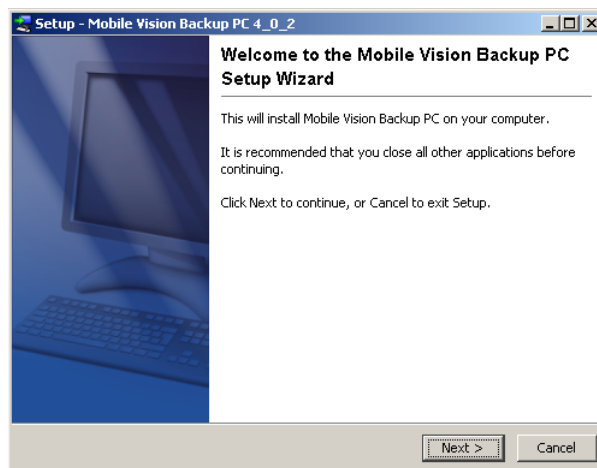 Setup - Mobile Vision Backup PC 4_0_2
Welcome to the Mobile Vision Backup PC
Setup Wizard
This will install Mobile Vision Backup PC on your computer.
It is recommended that you close all other applications before
continuing.
Click Next to continue, or Cancel to exit Setup.
Next >
Cancel